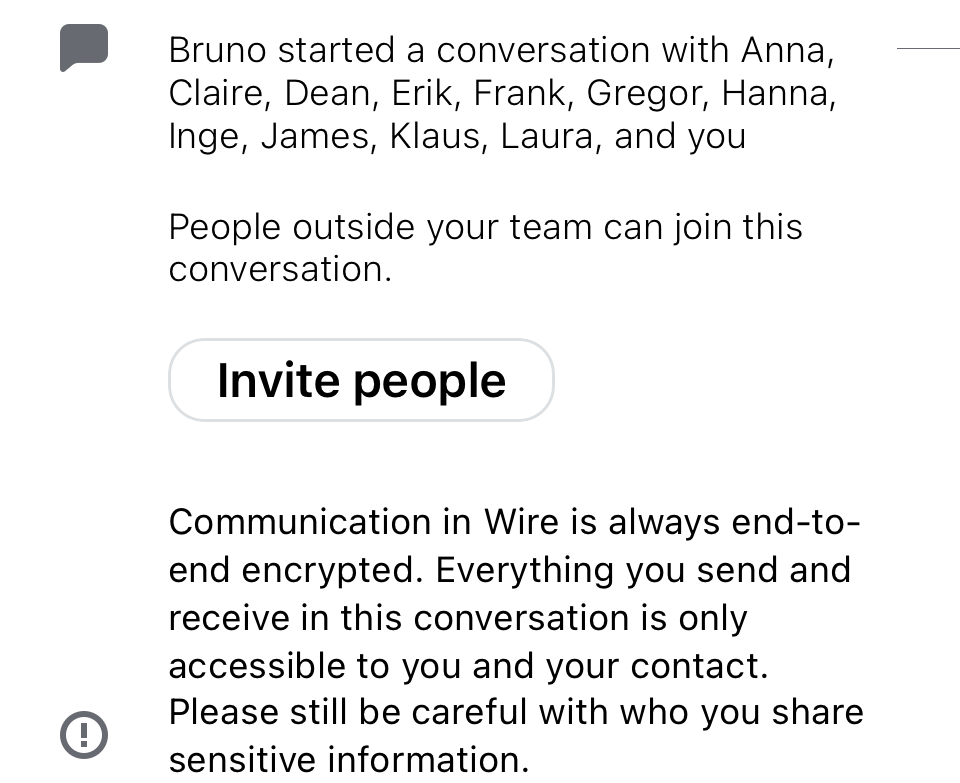 Bruno started a conversation with Anna,
Claire, Dean, Erik, Frank, Gregor, Hanna,
Inge, James, Klaus, Laura, and you
People outside your team can join this
conversation.
Invite people
Communication in Wire is always end-to-
end encrypted. Everything you send and
receive in this conversation is only
accessible to you and your contact.
Please still be careful with who you share
sensitive information.